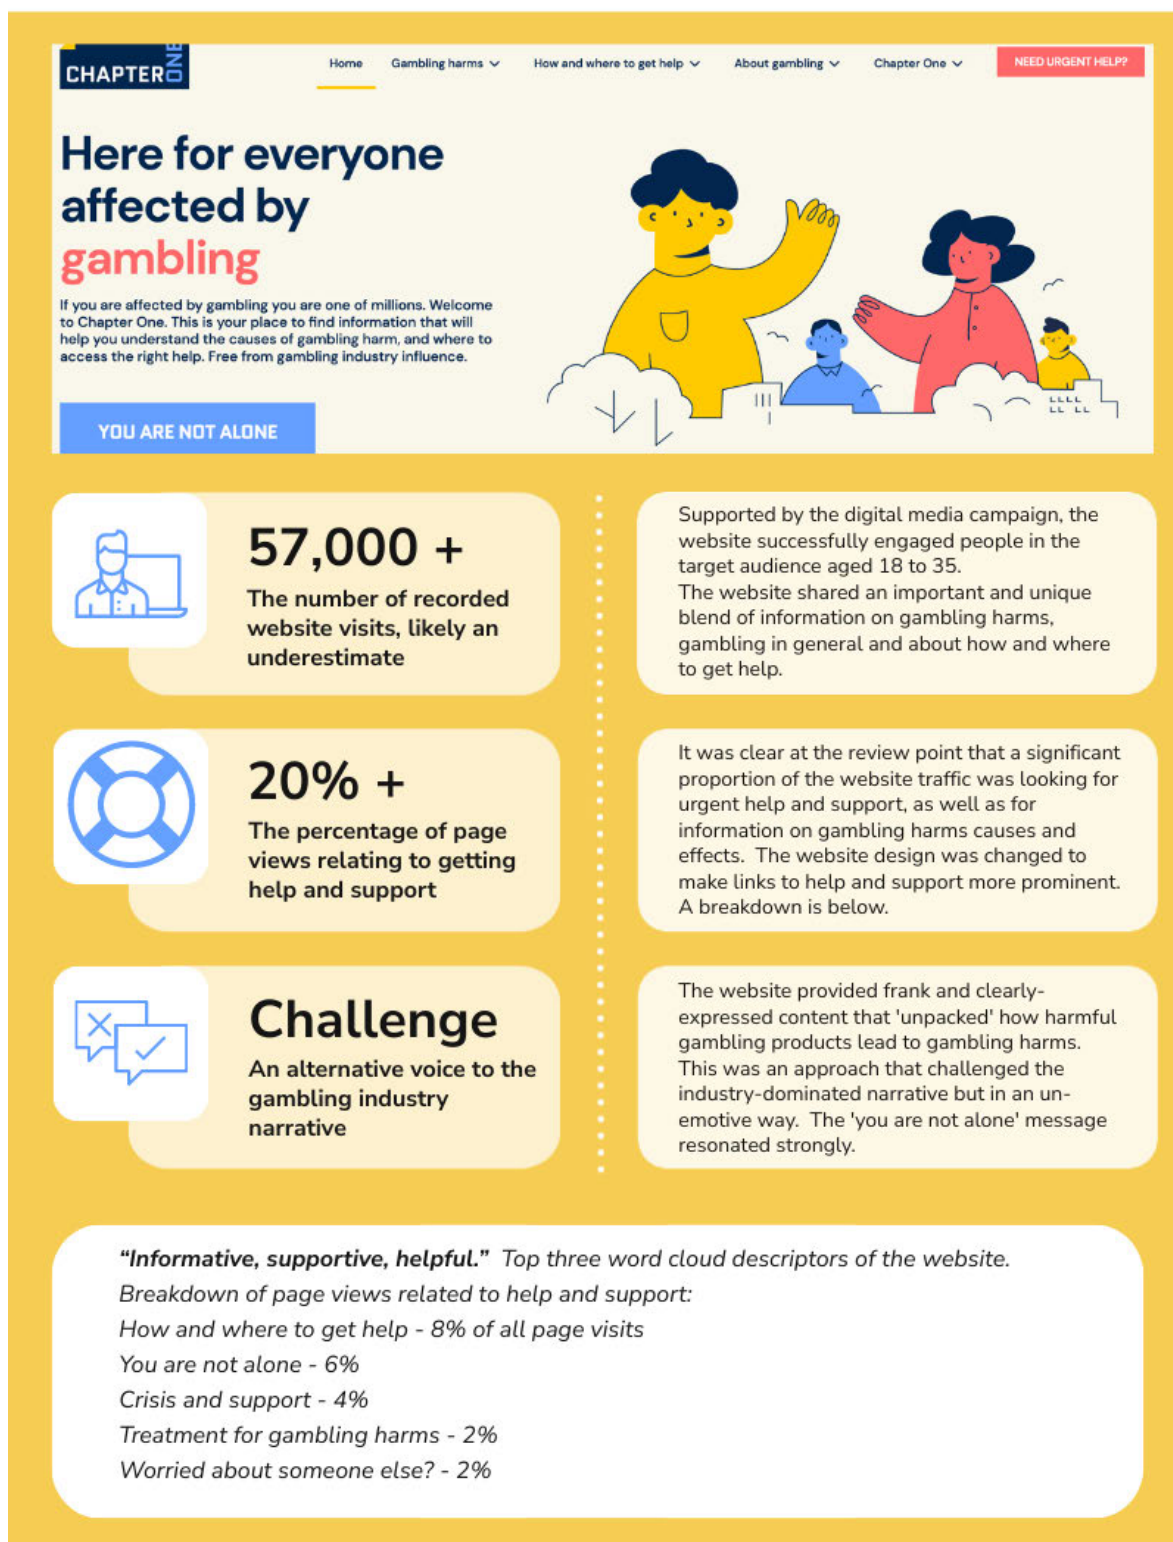 CHAPTER ONE
Home
Gambling harms
How and where to get help
About gambling
Chapter One
NEED URGENT HELP?
Here for everyone
affected by
gambling
If you are affected by gambling you are one of millions. Welcome
to Chapter One. This is your place to find information that will
help you understand the causes of gambling harm, and where to
access the right help. Free from gambling industry influence.
YOU ARE NOT ALONE
57,000 +
The number of recorded
website visits, likely an
underestimate
Supported by the digital media campaign, the
website successfully engaged people in the
target audience aged 18 to 35.
The website shared an important and unique
blend of information on gambling harms,
gambling in general and about how and where
to get help.
20% +
The percentage of page
views relating to getting
help and support
It was clear at the review point that a significant
proportion of the website traffic was looking for
urgent help and support, as well as for
information on gambling harms causes and
effects.  The website design was changed to
make links to help and support more prominent.
A breakdown is below.
Challenge
An alternative voice to the
gambling industry
narrative
The website provided frank and clearly-
expressed content that 'unpacked' how harmful
gambling products lead to gambling harms.
This was an approach that challenged the
industry-dominated narrative but in an un-
emotive way.  The 'you are not alone' message
resonated strongly.
“Informative, supportive, helpful.”  Top three word cloud descriptors of the website.
Breakdown of page views related to help and support:
How and where to get help - 8% of all page visits
You are not alone - 6%
Crisis and support - 4%
Treatment for gambling harms - 2%
Worried about someone else? - 2%